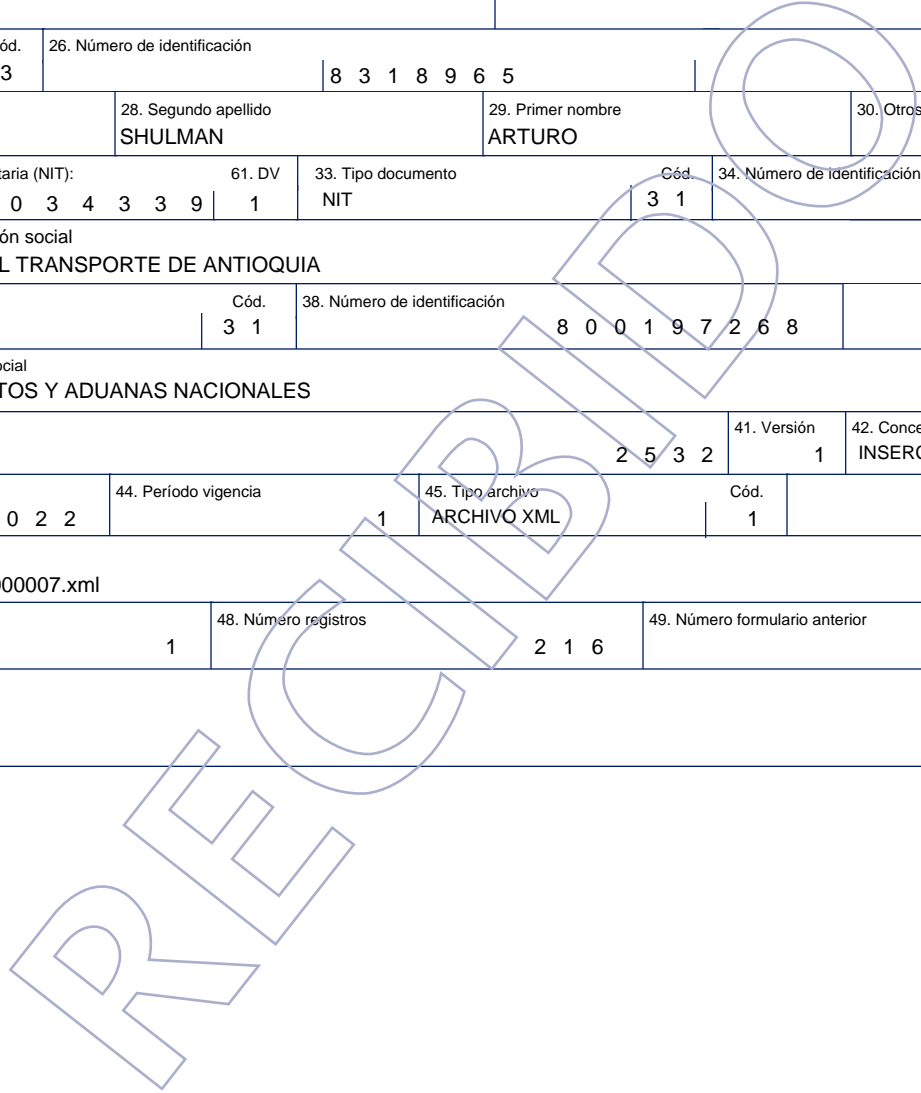 ód. 26. Número de identificación
3 8 3 1 8 9 6 5
28. Segundo apellido 29. Primer nombre 30. Otros
SHULMAN ARTURO
taria (NIT): 61. DV 33. Tipo documento Cód. 34. Número de identificación
0 3 4 3 3 9 1 NIT 3 1
ón social
L TRANSPORTE DE ANTIOQUIA
Cód. 38. Número de identificación
3 1 8 0 0 1 9 7 2 6 8
ocial
TOS Y ADUANAS NACIONALES
41. Versión 42. Conce
2 5 3 2 1 INSERC
44. Período vigencia 45. Tipo archivo Cód.
0 2 2 1 ARCHIVO XML 1
000007.xml
48. Número registros 49. Número formulario anterior
1 2 1 6
RECIBIDO